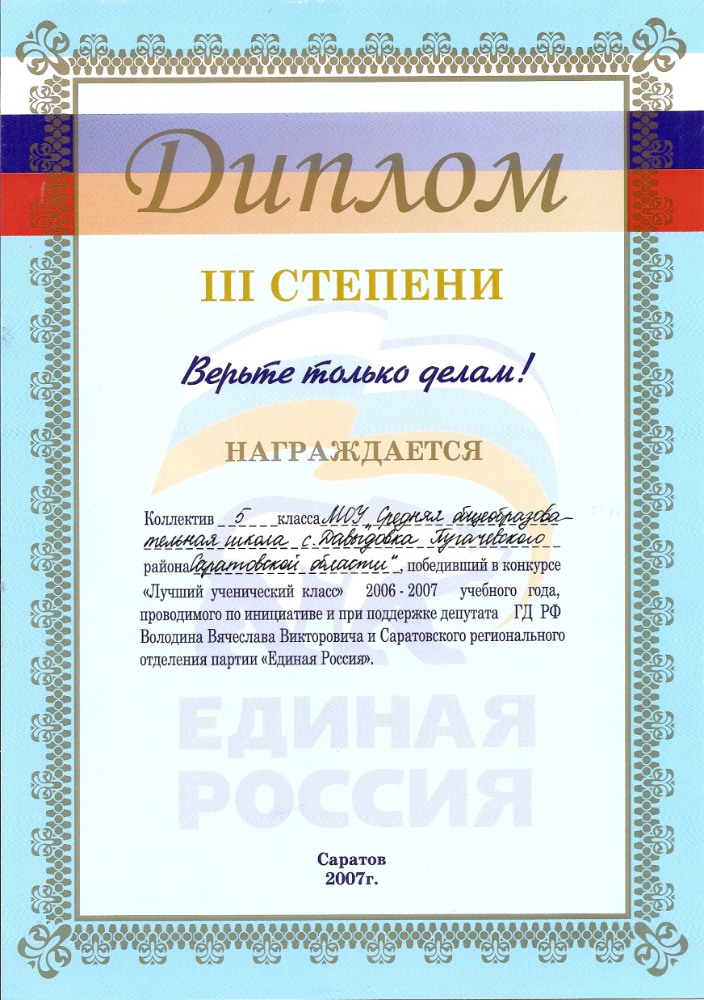 Диплом
III СТЕПЕНИ
Верьте только делам!
НАГРАЖДАЕТСЯ
Коллектив 5 класса МОУ „Средняя общеобразова-
тельная школа с. Давыдовка Пугачевского
района Саратовской области“, победивший в конкурсе
«Лучший ученический класс» 2006 - 2007 учебного года,
проводимого по инициативе и при поддержке депутата ГД РФ
Володина Вячеслава Викторовича и Саратовского регионального
отделения партии «Единая Россия».
ЕДИНАЯ
РОССИЯ
Саратов
2007г.